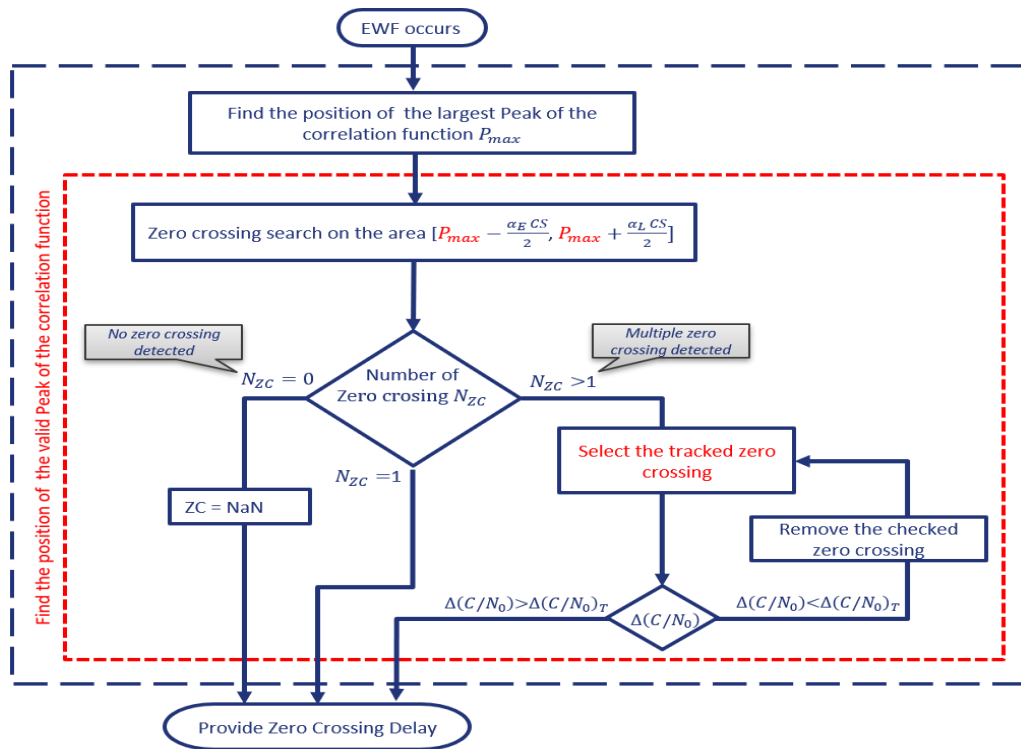 EWF occurs
Find the position of the largest Peak of the
correlation function P_max
Find the position of the valid Peak of the correlation function
Zero crossing search on the area [P_max − α_E CS/2, P_max + α_L CS/2]
No zero crossing
detected
Multiple zero
crossing detected
N_ZC = 0
Number of
Zero crosing N_ZC
N_ZC >1
N_ZC =1
Select the tracked zero
crossing
ZC = NaN
Remove the checked
zero crossing
Δ(C/N_0)>Δ(C/N_0)_T
Δ(C/N_0)
Δ(C/N_0)<Δ(C/N_0)_T
Provide Zero Crossing Delay